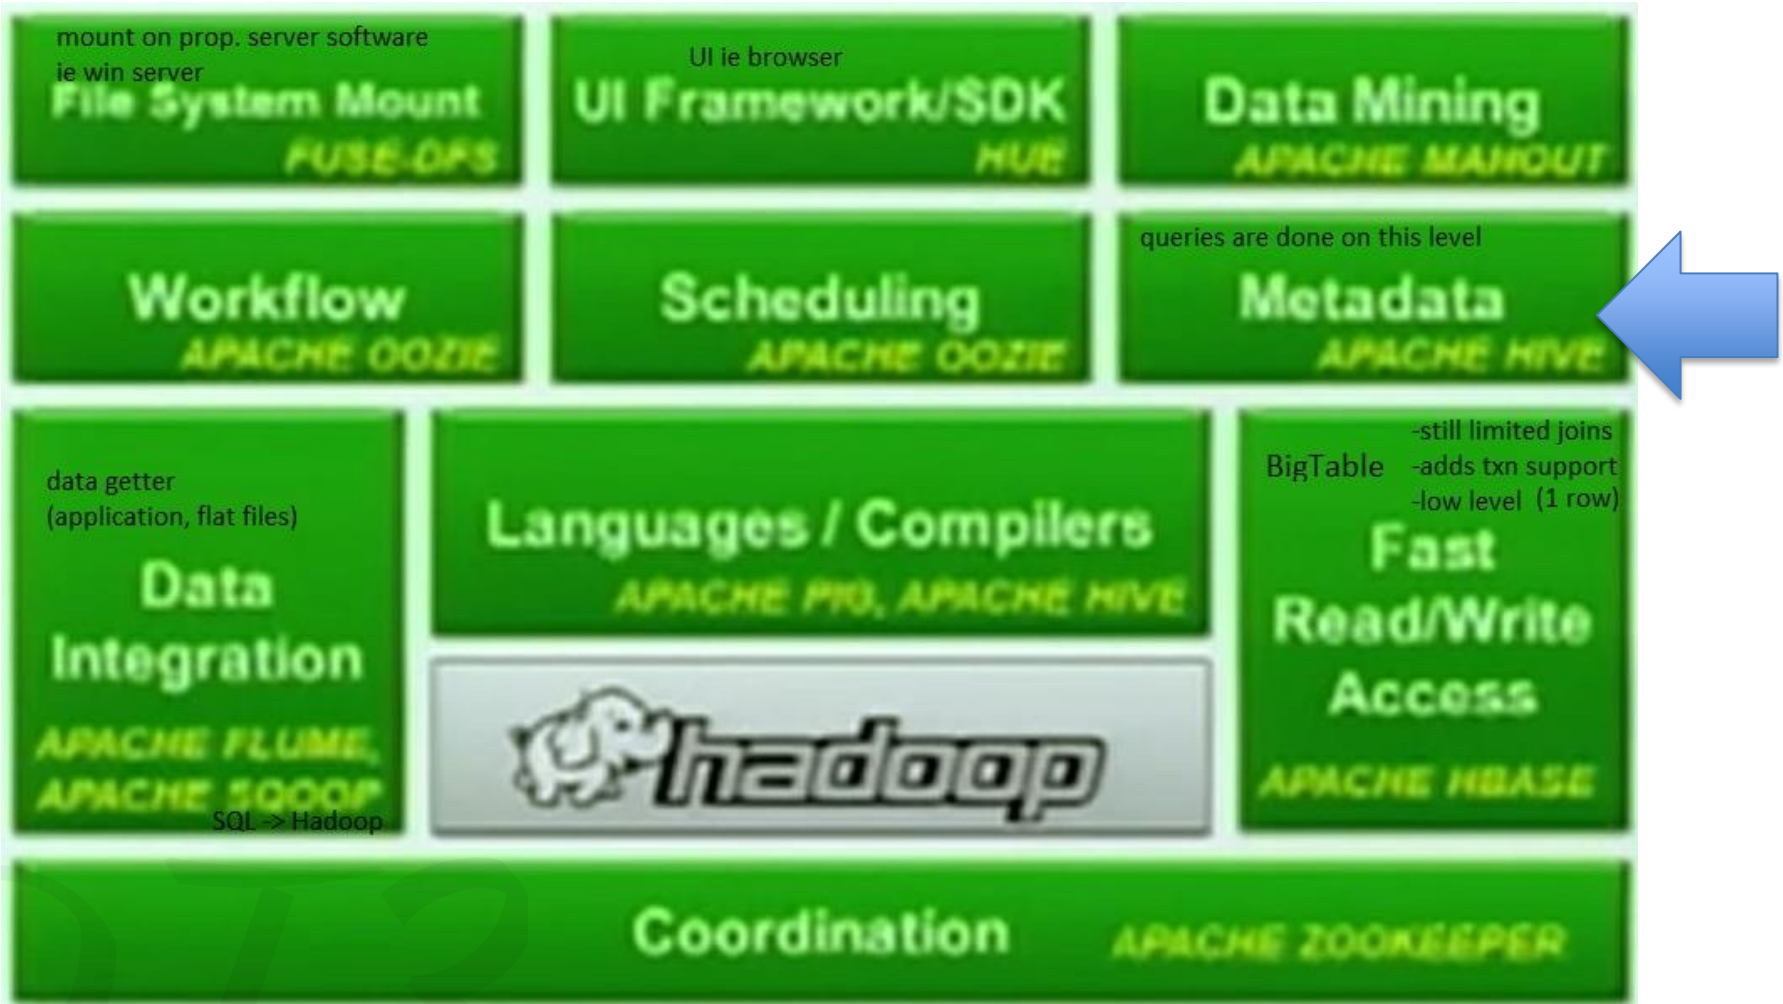 mount on prop. server software
ie win server
File System Mount
FUSE-DFS
UI ie browser
UI Framework/SDK
HUE
Data Mining
APACHE MAHOUT
Workflow
APACHE OOZIE
Scheduling
APACHE OOZIE
queries are done on this level
Metadata
APACHE HIVE
data getter
(application, flat files)
Data
Integration
APACHE FLUME,
APACHE SQOOP
SQL -> Hadoop
Languages / Compilers
APACHE PIG, APACHE HIVE
hadoop
-still limited joins
BigTable -adds txn support
-low level (1 row)
Fast
Read/Write
Access
APACHE HBASE
Coordination APACHE ZOOKEEPER